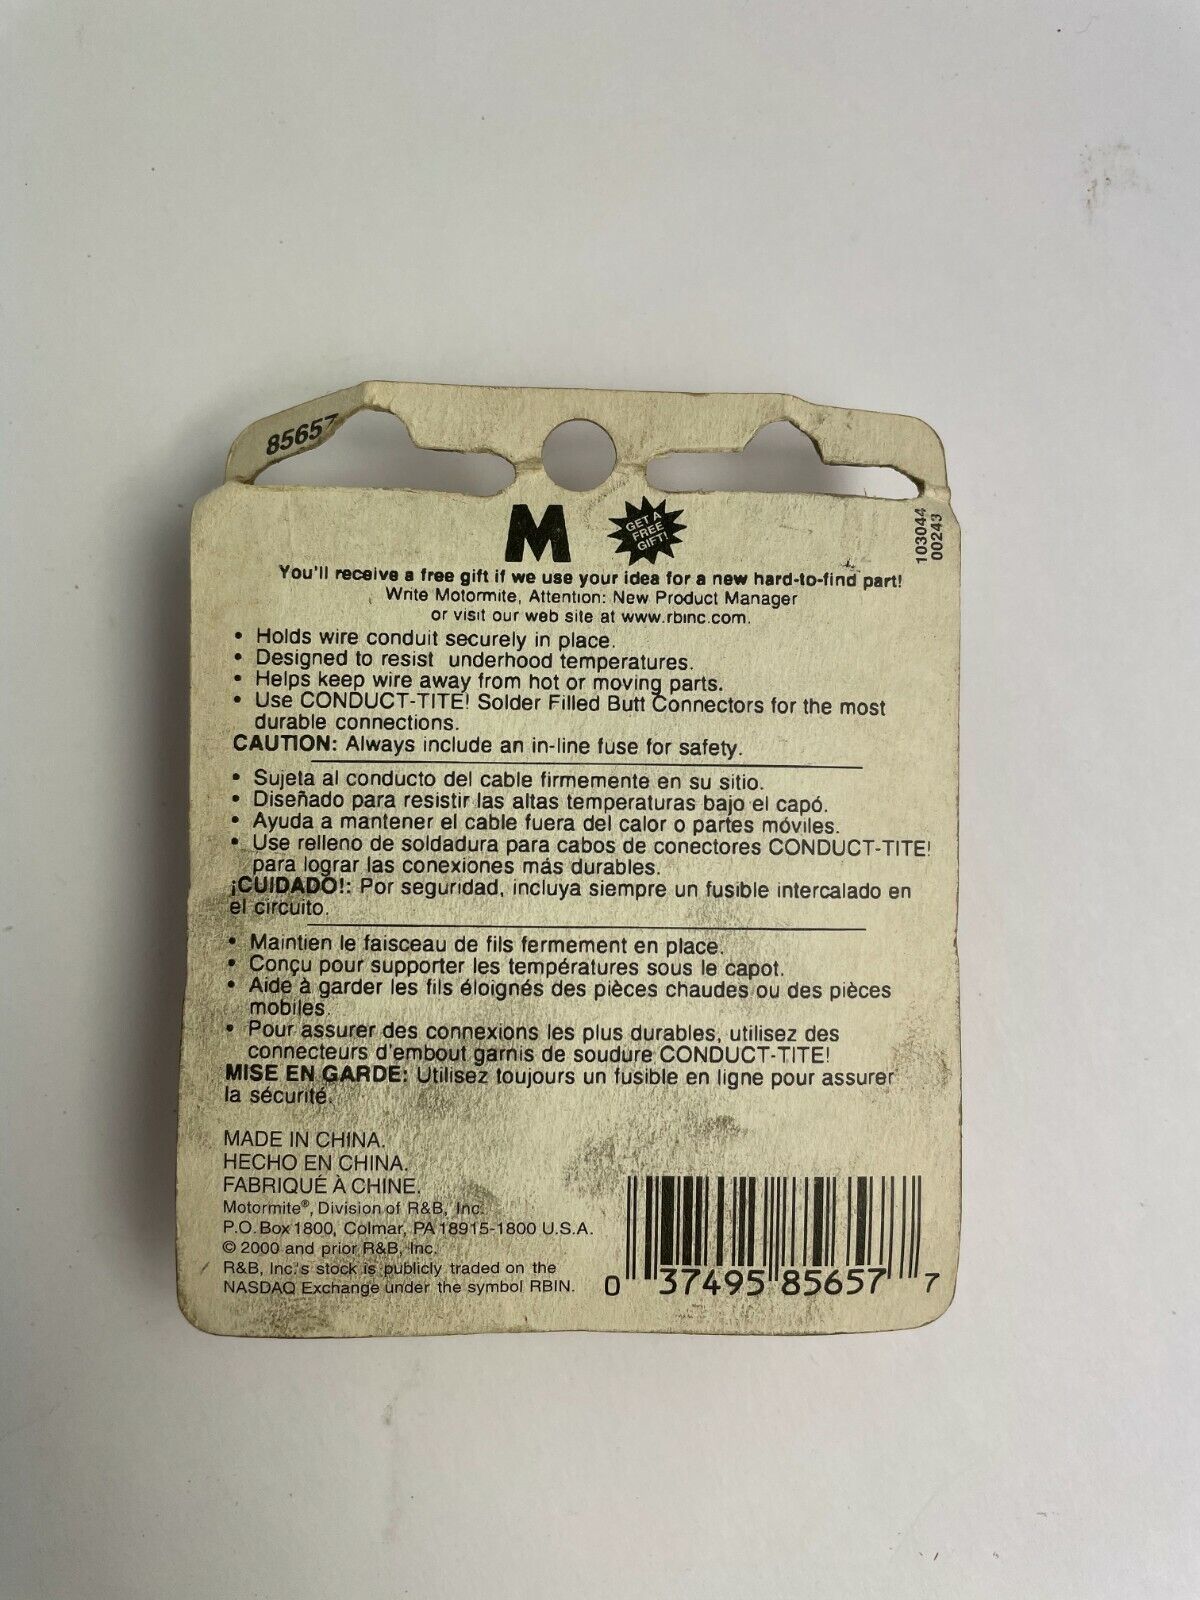 85657
M
GET A
FREE
GIFT!
103044
00243
You'll receive a free gift if we use your idea for a new hard-to-find part!
Write Motormite, Attention: New Product Manager
or visit our web site at www.rbinc.com.
• Holds wire conduit securely in place.
• Designed to resist underhood temperatures.
• Helps keep wire away from hot or moving parts.
• Use CONDUCT-TITE! Solder Filled Butt Connectors for the most
durable connections.
CAUTION: Always include an in-line fuse for safety.
• Sujeta al conducto del cable firmemente en su sitio.
• Diseñado para resistir las altas temperaturas bajo el capó.
• Ayuda a mantener el cable fuera del calor o partes móviles.
• Use relleno de soldadura para cabos de conectores CONDUCT-TITE!
para lograr las conexiones más durables.
¡CUIDADO!: Por seguridad, incluya siempre un fusible intercalado en
el circuito.
• Maintien le faisceau de fils fermement en place.
• Conçu pour supporter les températures sous le capot.
• Aide à garder les fils éloignés des pièces chaudes ou des pièces
mobiles.
• Pour assurer des connexions les plus durables, utilisez des
connecteurs d'embout garnis de soudure CONDUCT-TITE!
MISE EN GARDE: Utilisez toujours un fusible en ligne pour assurer
la sécurité.
MADE IN CHINA.
HECHO EN CHINA.
FABRIQUÉ À CHINE.
Motormite®, Division of R&B, Inc.
P.O. Box 1800, Colmar, PA 18915-1800 U.S.A.
© 2000 and prior R&B, Inc.
R&B, Inc.'s stock is publicly traded on the
NASDAQ Exchange under the symbol RBIN.
0 37495 85657 7